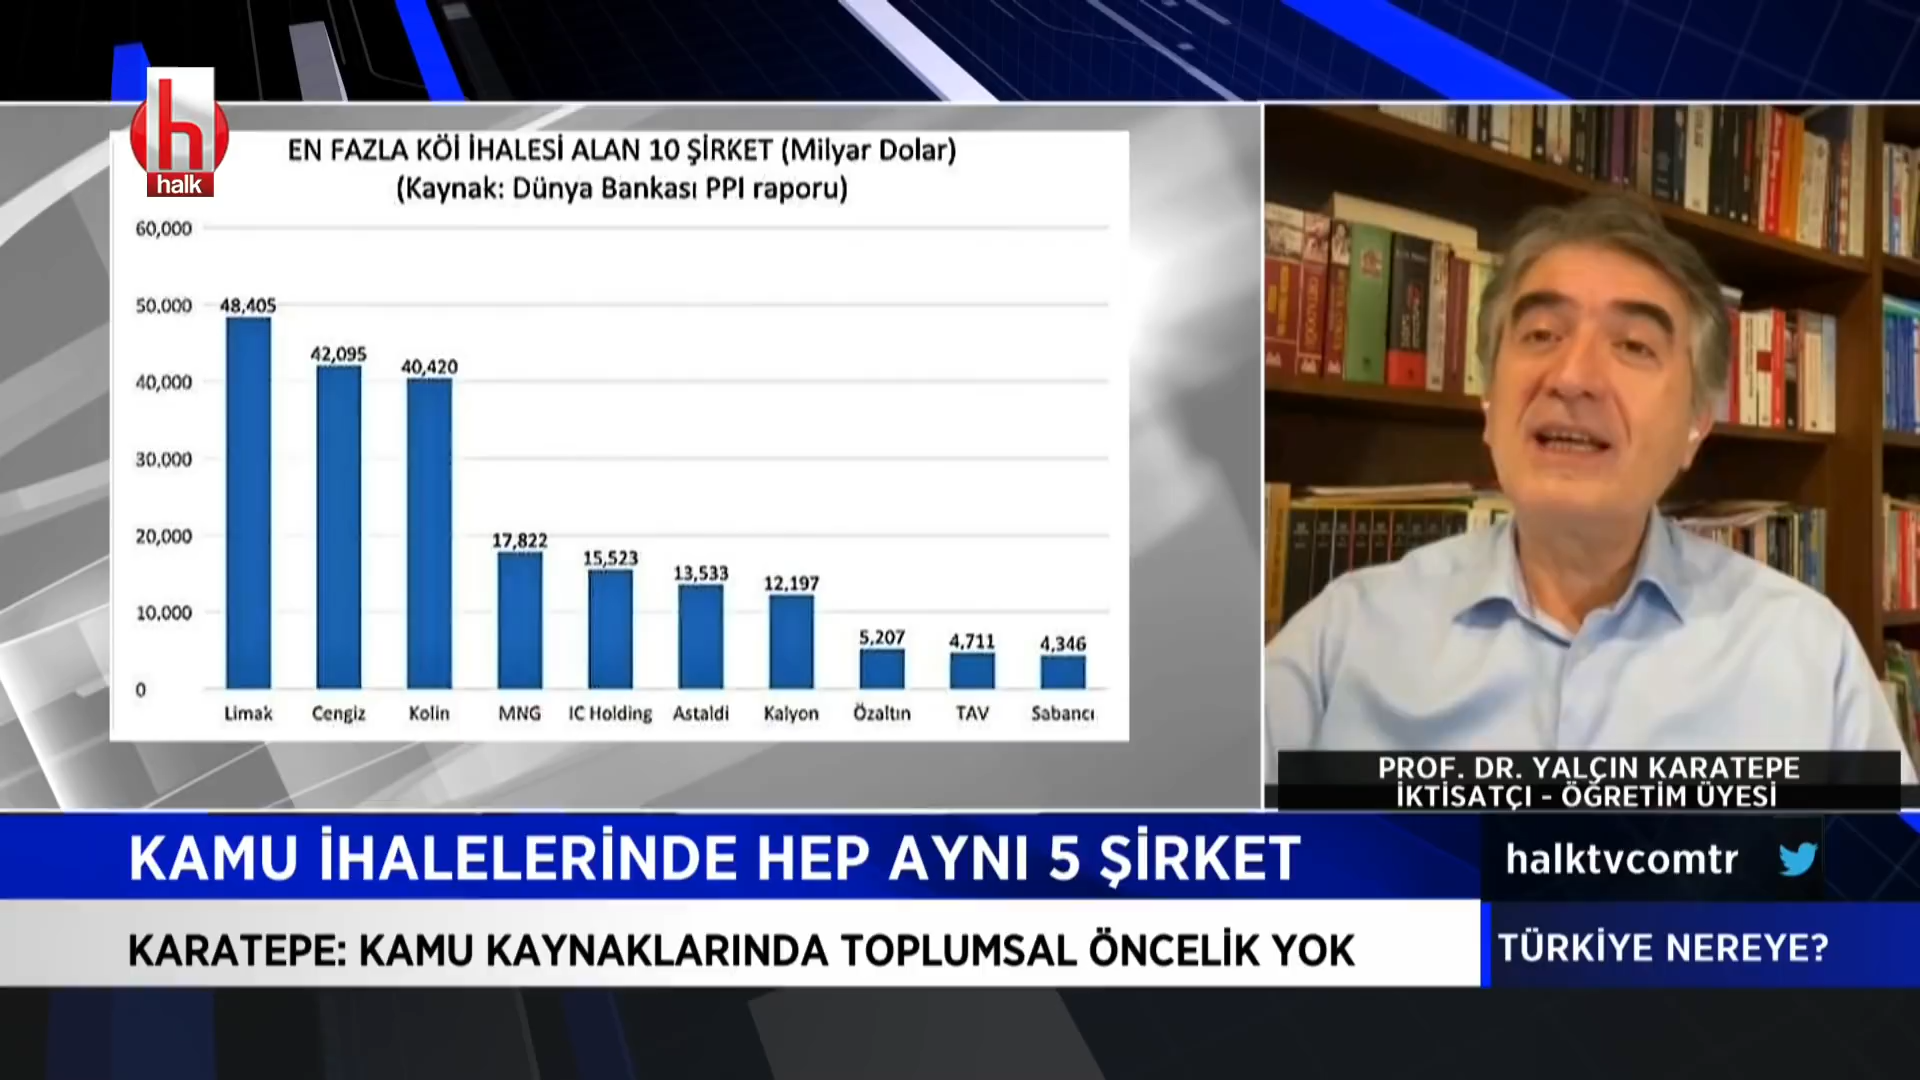 h
halk
EN FAZLA KÖİ İHALESİ ALAN 10 ŞİRKET (Milyar Dolar)
(Kaynak: Dünya Bankası PPI raporu)
60,000
50,000
40,000
30,000
20,000
10,000
0
48,405
42,095
40,420
17,822
15,523
13,533
12,197
5,207
4,711
4,346
Limak Cengiz Kolin MNG IC Holding Astaldi Kalyon Özaltın TAV Sabancı
PROF. DR. YALÇIN KARATEPE
İKTİSATÇI - ÖĞRETİM ÜYESİ
KAMU İHALELERİNDE HEP AYNI 5 ŞİRKET
halktvcomtr
KARATEPE: KAMU KAYNAKLARINDA TOPLUMSAL ÖNCELİK YOK
TÜRKİYE NEREYE?